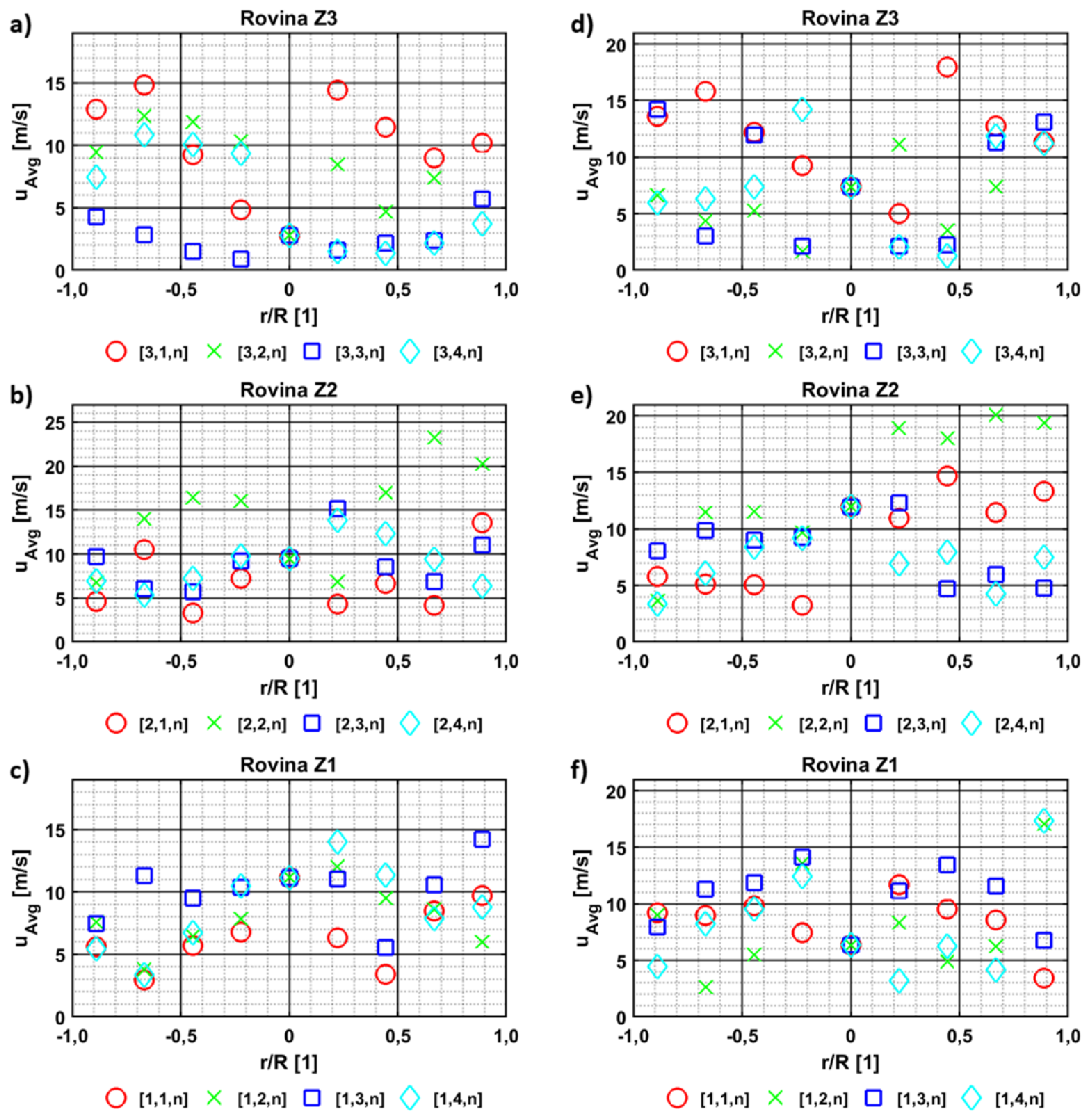 a)
Rovina Z3
15
10
5
0
u_Avg [m/s]
-1,0 -0,5 0 0,5 1,0
r/R [1]
[3,1,n] [3,2,n] [3,3,n] [3,4,n]
b)
Rovina Z2
25
20
15
10
5
0
u_Avg [m/s]
-1,0 -0,5 0 0,5 1,0
r/R [1]
[2,1,n] [2,2,n] [2,3,n] [2,4,n]
c)
Rovina Z1
15
10
5
0
u_Avg [m/s]
-1,0 -0,5 0 0,5 1,0
r/R [1]
[1,1,n] [1,2,n] [1,3,n] [1,4,n]
d)
Rovina Z3
20
15
10
5
0
u_Avg [m/s]
-1,0 -0,5 0 0,5 1,0
r/R [1]
[3,1,n] [3,2,n] [3,3,n] [3,4,n]
e)
Rovina Z2
20
15
10
5
0
u_Avg [m/s]
-1,0 -0,5 0 0,5 1,0
r/R [1]
[2,1,n] [2,2,n] [2,3,n] [2,4,n]
f)
Rovina Z1
20
15
10
5
0
u_Avg [m/s]
-1,0 -0,5 0 0,5 1,0
r/R [1]
[1,1,n] [1,2,n] [1,3,n] [1,4,n]